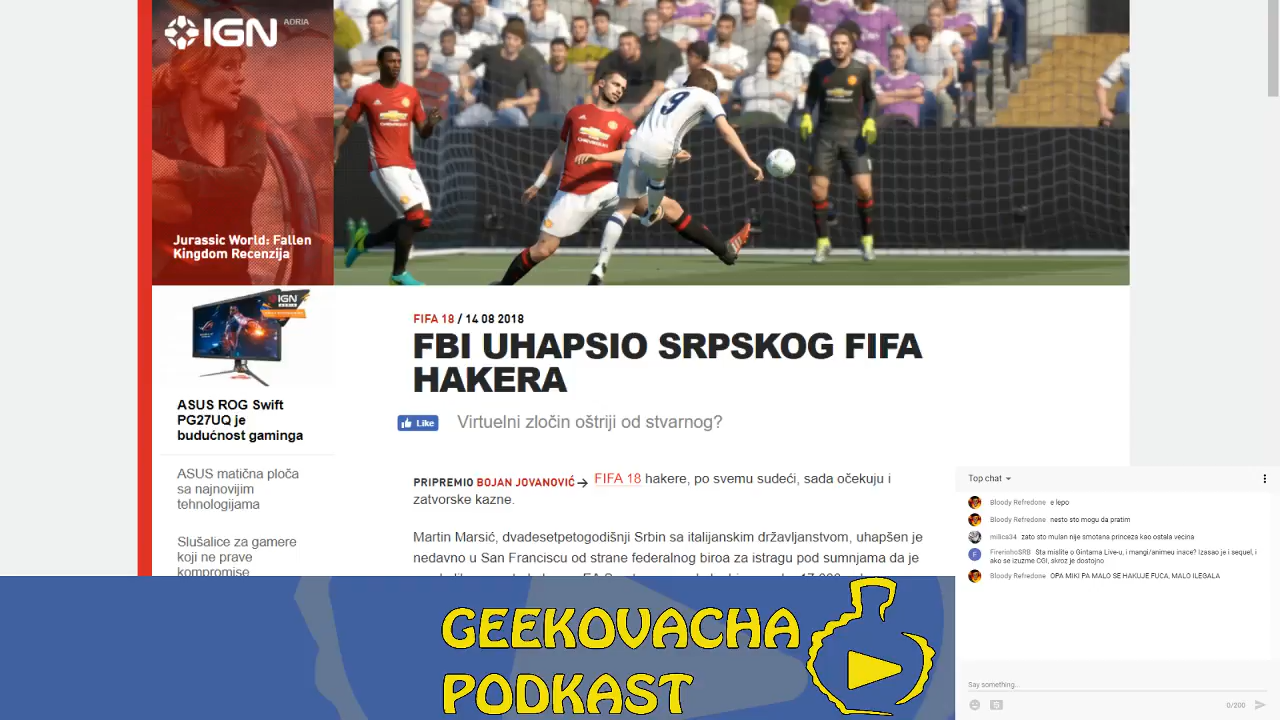 IGN ADRIA
Jurassic World: Fallen
Kingdom Recenzija
IGN
ASUS ROG Swift
PG27UQ je
budućnost gaminga
ASUS matična ploča
sa najnovijim
tehnologijama
Slušalice za gamere
koji ne prave
kompromise
CHEVROLET
9
CHEVROLET
FIFA 18 / 14 08 2018
FBI UHAPSIO SRPSKOG FIFA
HAKERA
Like Virtuelni zločin oštriji od stvarnog?
PRIPREMIO BOJAN JOVANOVIĆ → FIFA 18 hakere, po svemu sudeći, sada očekuju i
zatvorske kazne.
Martin Marsić, dvadesetpetogodišnji Srbin sa italijanskim državljanstvom, uhapšen je
nedavno u San Franciscu od strane federalnog biroa za istragu pod sumnjama da je
Top chat
Bloody Refredone e lepo
Bloody Refredone nesto sto mogu da pratim
milica34 zato sto mulan nije smotana princeza kao ostala vecina
F FirerishoSRB Sta mislite o Gintama Live-u, i mangi/animeu inace? Izasao je i sequel, i
ako se izuzme CGI, skroz je dostojno
Bloody Refredone OPA MIKI PA MALO SE HAKUJE FUCA, MALO ILEGALA
Say something...
0/200
GEEKOVACHA
PODKAST